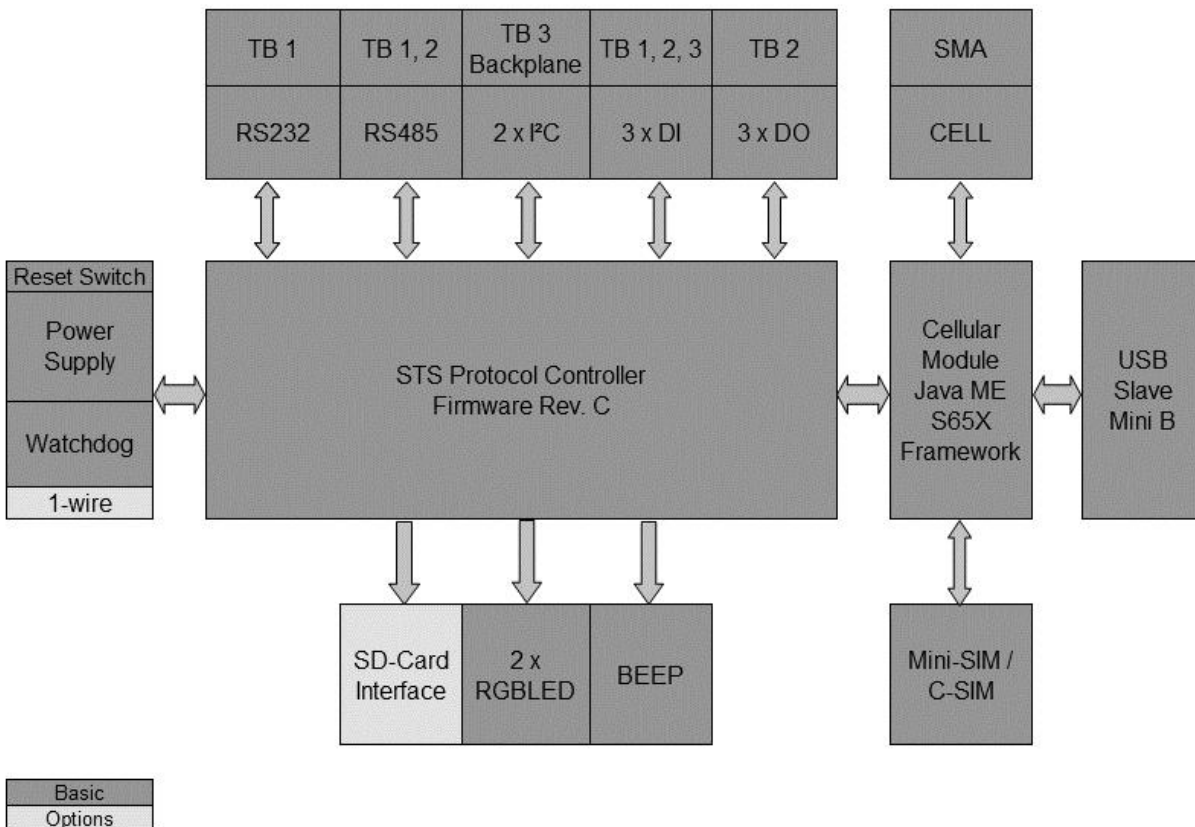 TB 1
TB 1, 2
TB 3
Backplane
TB 1, 2, 3
TB 2
SMA
RS232
RS485
2 x I²C
3 x DI
3 x DO
CELL
Reset Switch
Power
Supply
Watchdog
1-wire
STS Protocol Controller
Firmware Rev. C
Cellular
Module
Java ME
S65X
Framework
USB
Slave
Mini B
SD-Card
Interface
2 x
RGBLED
BEEP
Mini-SIM /
C-SIM
Basic
Options